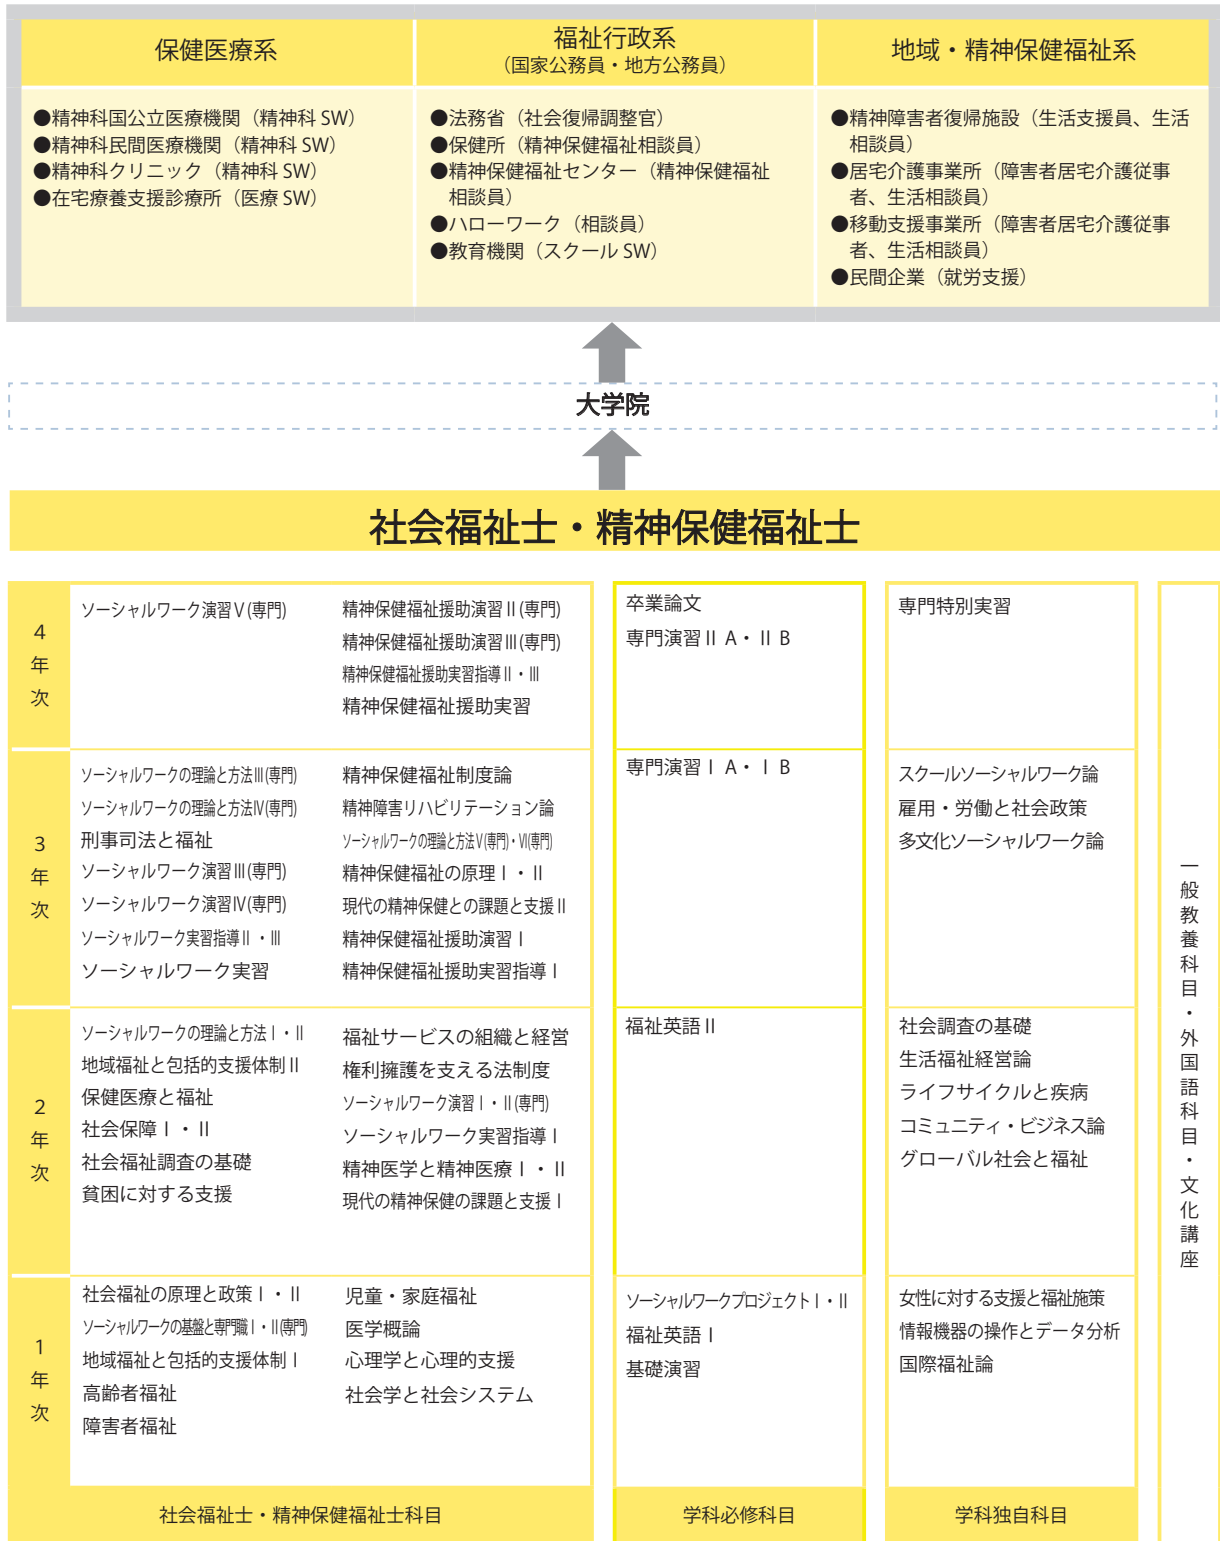 保健医療系
●精神科国公立医療機関（精神科 SW）
●精神科民間医療機関（精神科 SW）
●精神科クリニック（精神科 SW）
●在宅療養支援診療所（医療 SW）
福祉行政系
（国家公務員・地方公務員）
●法務省（社会復帰調整官）
●保健所（精神保健福祉相談員）
●精神保健福祉センター（精神保健福祉
相談員）
●ハローワーク（相談員）
●教育機関（スクール SW）
地域・精神保健福祉系
●精神障害者復帰施設（生活支援員、生活
相談員）
●居宅介護事業所（障害者居宅介護従事
者、生活相談員）
●移動支援事業所（障害者居宅介護従事
者、生活相談員）
●民間企業（就労支援）
大学院
社会福祉士・精神保健福祉士
4年次
ソーシャルワーク演習Ⅴ(専門)
精神保健福祉援助演習Ⅱ(専門)
精神保健福祉援助演習Ⅲ(専門)
精神保健福祉援助実習指導Ⅱ・Ⅲ
精神保健福祉援助実習
卒業論文
専門演習Ⅱ A・Ⅱ B
専門特別実習
3年次
ソーシャルワークの理論と方法Ⅲ(専門)
ソーシャルワークの理論と方法Ⅳ(専門)
刑事司法と福祉
ソーシャルワーク演習Ⅲ(専門)
ソーシャルワーク演習Ⅳ(専門)
ソーシャルワーク実習指導Ⅱ・Ⅲ
ソーシャルワーク実習
精神保健福祉制度論
精神障害リハビリテーション論
ソーシャルワークの理論と方法Ⅴ(専門)・Ⅵ(専門)
精神保健福祉の原理Ⅰ・Ⅱ
現代の精神保健との課題と支援Ⅱ
精神保健福祉援助演習Ⅰ
精神保健福祉援助実習指導Ⅰ
専門演習Ⅰ A・Ⅰ B
スクールソーシャルワーク論
雇用・労働と社会政策
多文化ソーシャルワーク論
2年次
ソーシャルワークの理論と方法Ⅰ・Ⅱ
地域福祉と包括的支援体制Ⅱ
保健医療と福祉
社会保障Ⅰ・Ⅱ
社会福祉調査の基礎
貧困に対する支援
福祉サービスの組織と経営
権利擁護を支える法制度
ソーシャルワーク演習Ⅰ・Ⅱ(専門)
ソーシャルワーク実習指導Ⅰ
精神医学と精神医療Ⅰ・Ⅱ
現代の精神保健の課題と支援Ⅰ
福祉英語Ⅱ
社会調査の基礎
生活福祉経営論
ライフサイクルと疾病
コミュニティ・ビジネス論
グローバル社会と福祉
1年次
社会福祉の原理と政策Ⅰ・Ⅱ
ソーシャルワークの基盤と専門職Ⅰ・Ⅱ(専門)
地域福祉と包括的支援体制Ⅰ
高齢者福祉
障害者福祉
児童・家庭福祉
医学概論
心理学と心理的支援
社会学と社会システム
ソーシャルワークプロジェクトⅠ・Ⅱ
福祉英語Ⅰ
基礎演習
女性に対する支援と福祉施策
情報機器の操作とデータ分析
国際福祉論
社会福祉士・精神保健福祉士科目
学科必修科目
学科独自科目
一般教養科目・外国語科目・文化講座